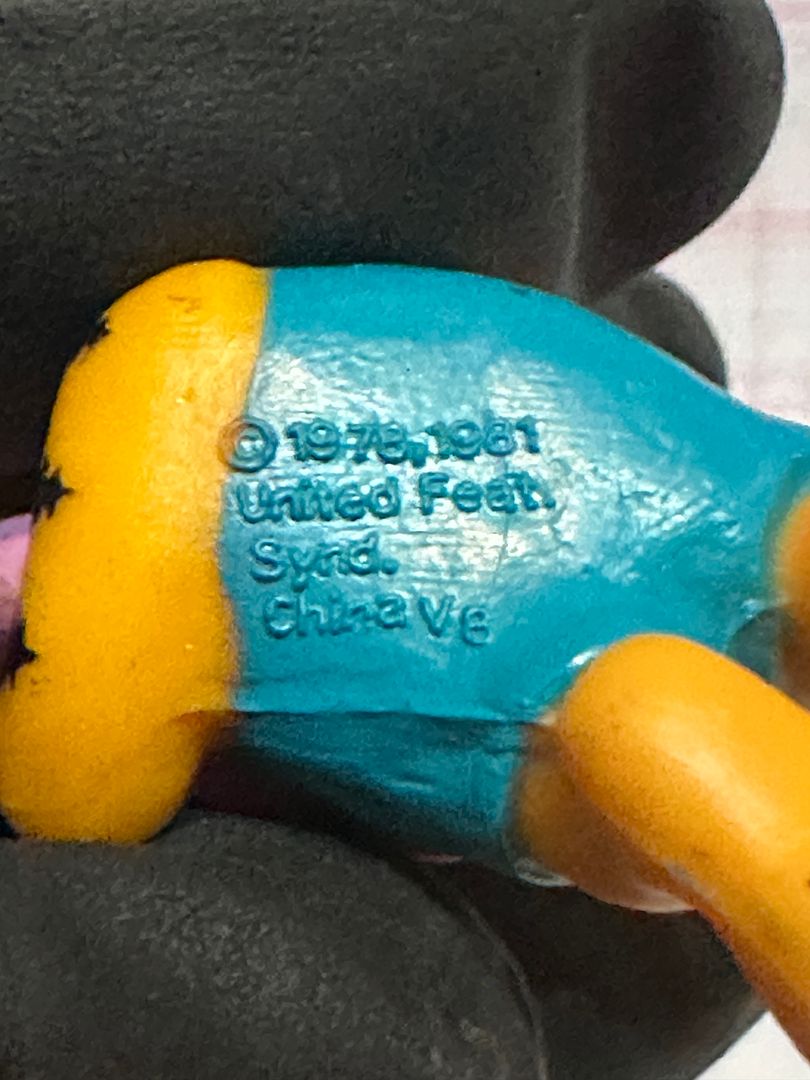 © 1978,1981
United Feat.
Synd.
China V6